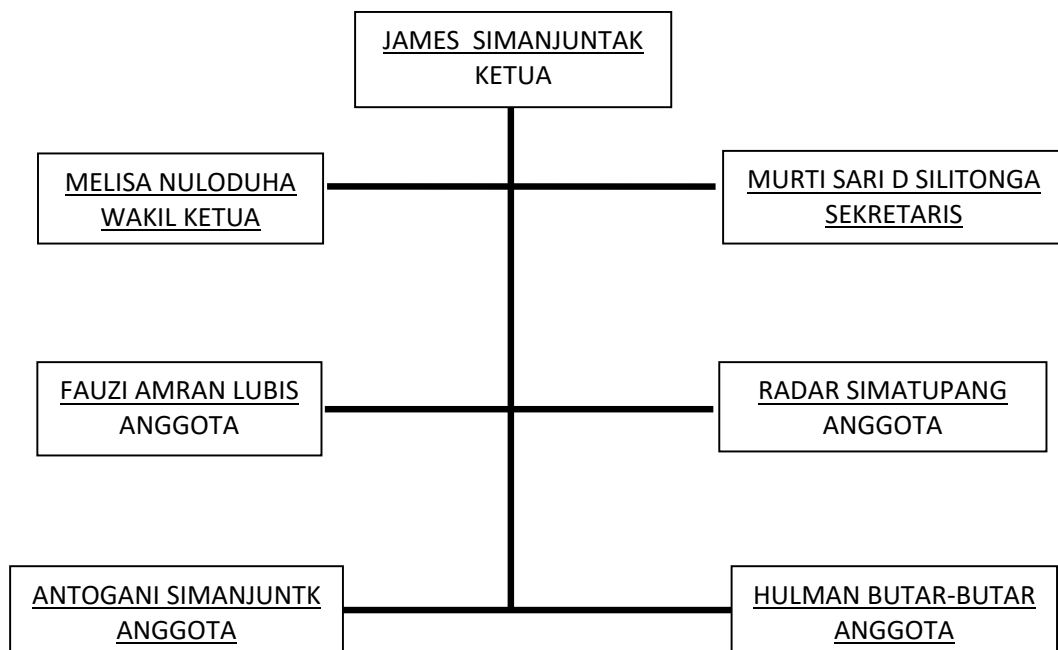 JAMES  SIMANJUNTAK
KETUA
MELISA NULODUHA
WAKIL KETUA
MURTI SARI D SILITONGA
SEKRETARIS
FAUZI AMRAN LUBIS
ANGGOTA
RADAR SIMATUPANG
ANGGOTA
ANTOGANI SIMANJUNTK
ANGGOTA
HULMAN BUTAR-BUTAR
ANGGOTA